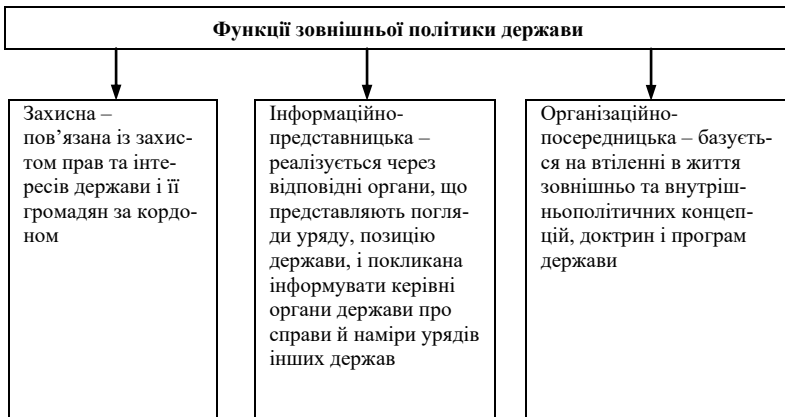 Функції зовнішньої політики держави
Захисна –
пов’язана із захис-
том прав та інте-
ресів держави і її
громадян за кордо-
ном
Інформаційно-
представницька –
реалізується через
відповідні органи, що
представляють погля-
ди уряду, позицію
держави, і покликана
інформувати керівні
органи держави про
справи й наміри урядів
інших держав
Організаційно-
посередницька – базуєть-
ся на втіленні в життя
зовнішньо та внутріш-
ньополітичних концеп-
цій, доктрин і програм
держави